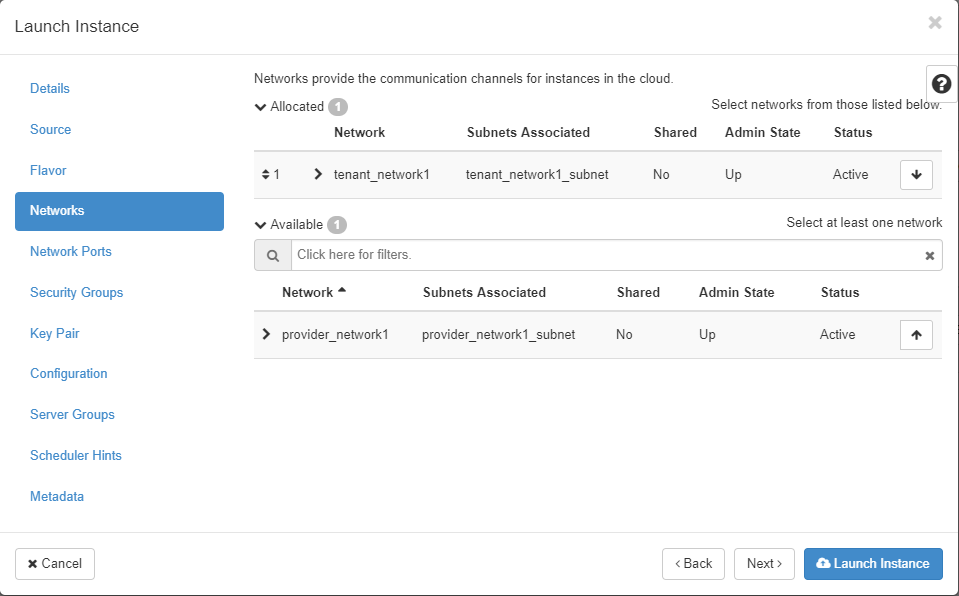 Launch Instance
Details
Source
Flavor
Networks
Network Ports
Security Groups
Key Pair
Configuration
Server Groups
Scheduler Hints
Metadata
Networks provide the communication channels for instances in the cloud.
Allocated 1
Select networks from those listed below.
Network Subnets Associated Shared Admin State Status
1 tenant_network1 tenant_network1_subnet No Up Active
Available 1
Select at least one network
Click here for filters.
Network Subnets Associated Shared Admin State Status
provider_network1 provider_network1_subnet No Up Active
Cancel
Back
Next
Launch Instance